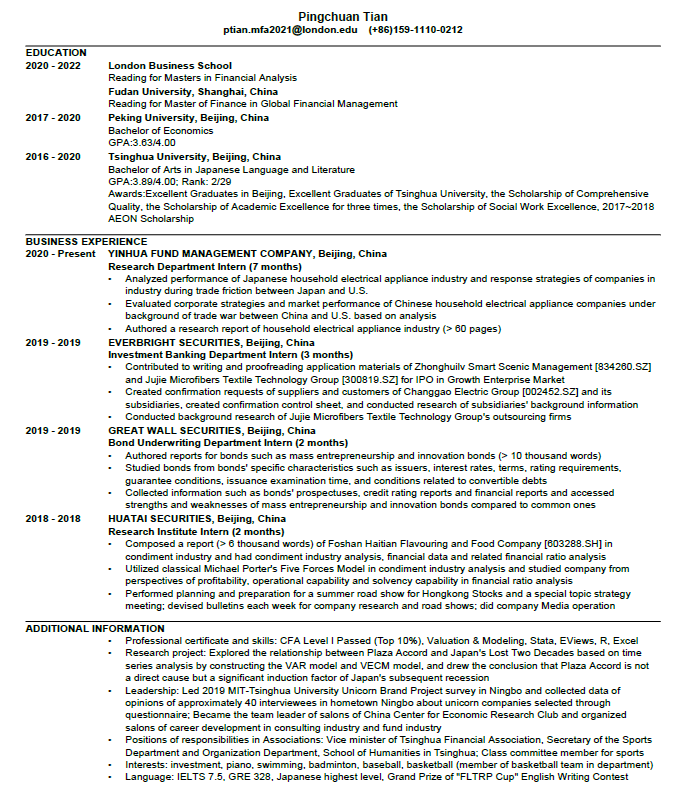 Pingchuan Tian
ptian.mfa2021@london.edu (+86)159-1110-0212
EDUCATION
2020 - 2022 London Business School
Reading for Masters in Financial Analysis
Fudan University, Shanghai, China
Reading for Master of Finance in Global Financial Management
2017 - 2020 Peking University, Beijing, China
Bachelor of Economics
GPA:3.63/4.00
2016 - 2020 Tsinghua University, Beijing, China
Bachelor of Arts in Japanese Language and Literature
GPA:3.89/4.00; Rank: 2/29
Awards:Excellent Graduates in Beijing, Excellent Graduates of Tsinghua University, the Scholarship of Comprehensive
Quality, the Scholarship of Academic Excellence for three times, the Scholarship of Social Work Excellence, 2017~2018
AEON Scholarship
BUSINESS EXPERIENCE
2020 - Present YINHUA FUND MANAGEMENT COMPANY, Beijing, China
Research Department Intern (7 months)
• Analyzed performance of Japanese household electrical appliance industry and response strategies of companies in
industry during trade friction between Japan and U.S.
• Evaluated corporate strategies and market performance of Chinese household electrical appliance companies under
background of trade war between China and U.S. based on analysis
• Authored a research report of household electrical appliance industry (> 60 pages)
2019 - 2019 EVERBRIGHT SECURITIES, Beijing, China
Investment Banking Department Intern (3 months)
• Contributed to writing and proofreading application materials of Zhonghuilv Smart Scenic Management [834260.SZ]
and Jujie Microfibers Textile Technology Group [300819.SZ] for IPO in Growth Enterprise Market
• Created confirmation requests of suppliers and customers of Changgao Electric Group [002452.SZ] and its
subsidiaries, created confirmation control sheet, and conducted research of subsidiaries' background information
• Conducted background research of Jujie Microfibers Textile Technology Group's outsourcing firms
2019 - 2019 GREAT WALL SECURITIES, Beijing, China
Bond Underwriting Department Intern (2 months)
• Authored reports for bonds such as mass entrepreneurship and innovation bonds (> 10 thousand words)
• Studied bonds from bonds' specific characteristics such as issuers, interest rates, terms, rating requirements,
guarantee conditions, issuance examination time, and conditions related to convertible debts
• Collected information such as bonds' prospectuses, credit rating reports and financial reports and accessed
strengths and weaknesses of mass entrepreneurship and innovation bonds compared to common ones
2018 - 2018 HUATAI SECURITIES, Beijing, China
Research Institute Intern (2 months)
• Composed a report (> 6 thousand words) of Foshan Haitian Flavouring and Food Company [603288.SH] in
condiment industry and had condiment industry analysis, financial data and related financial ratio analysis
• Utilized classical Michael Porter's Five Forces Model in condiment industry analysis and studied company from
perspectives of profitability, operational capability and solvency capability in financial ratio analysis
• Performed planning and preparation for a summer road show for Hongkong Stocks and a special topic strategy
meeting; devised bulletins each week for company research and road shows; did company Media operation
ADDITIONAL INFORMATION
• Professional certificate and skills: CFA Level I Passed (Top 10%), Valuation & Modeling, Stata, EViews, R, Excel
• Research project: Explored the relationship between Plaza Accord and Japan's Lost Two Decades based on time
series analysis by constructing the VAR model and VECM model, and drew the conclusion that Plaza Accord is not
a direct cause but a significant induction factor of Japan's subsequent recession
• Leadership: Led 2019 MIT-Tsinghua University Unicorn Brand Project survey in Ningbo and collected data of
opinions of approximately 40 interviewees in hometown Ningbo about unicorn companies selected through
questionnaire; Became the team leader of salons of China Center for Economic Research Club and organized
salons of career development in consulting industry and fund industry
• Positions of responsibilities in Associations: Vice minister of Tsinghua Financial Association, Secretary of the Sports
Department and Organization Department, School of Humanities in Tsinghua; Class committee member for sports
• Interests: investment, piano, swimming, badminton, baseball, basketball (member of basketball team in department)
• Language: IELTS 7.5, GRE 328, Japanese highest level, Grand Prize of "FLTRP Cup" English Writing Contest